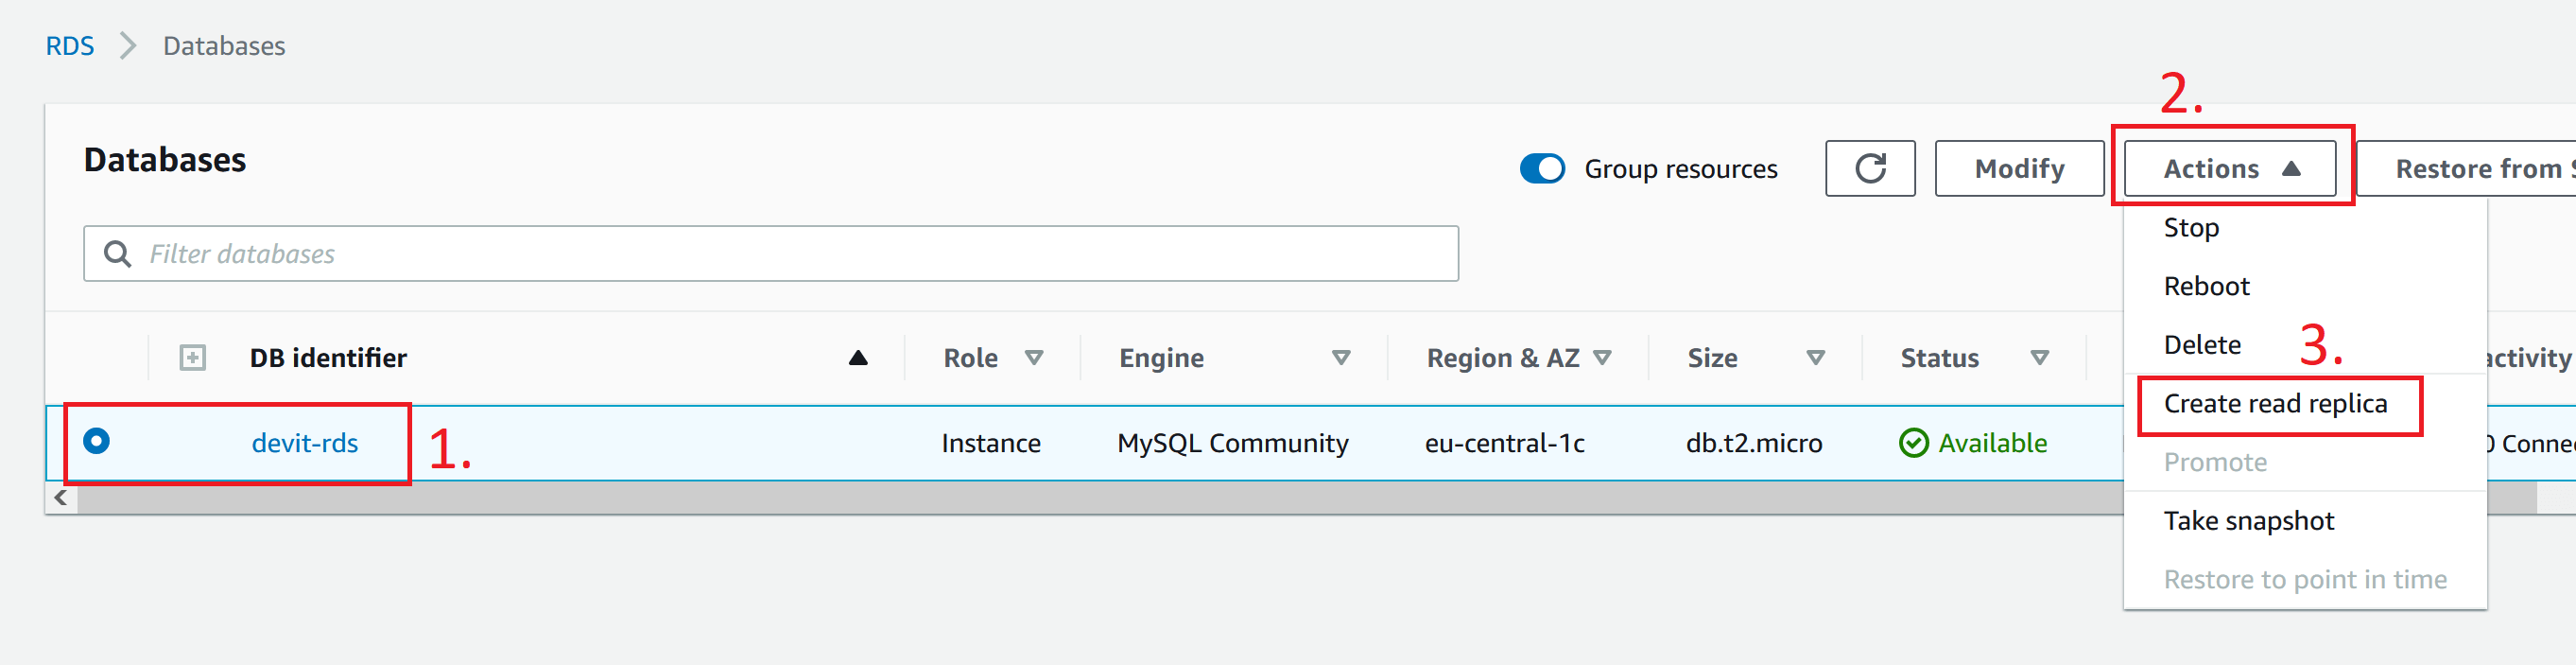 RDS > Databases
2.
Databases
Group resources
Modify
Actions
Restore from S
Filter databases
Stop
Reboot
Delete
3.
DB identifier Role Engine Region & AZ Size Status activity
Create read replica
devit-rds 1. Instance MySQL Community eu-central-1c db.t2.micro Available 0 Connec
Promote
Take snapshot
Restore to point in time